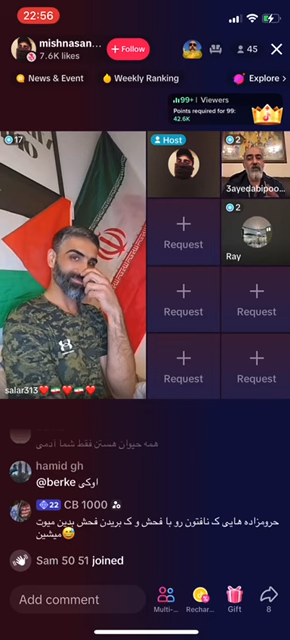 22:56
mishnasan...
7.6K likes
+ Follow
45
News & Event
Weekly Ranking
Explore >
99+ | Viewers
Points required for 99:
42.6K
17
Host
2
3ayedabipoo...
Request
2
Ray
Request
Request
Request
Request
salar313
همه حیوان هستن فقط شما آدمی
hamid gh
@berke اوکی
22 CB 1000
حرومزاده هایی ک نافتون رو با فحش و ک بریدن فحش بدین میوت
میشین
Sam 50 51 joined
Add comment
Multi-...
Rechar...
Gift
8